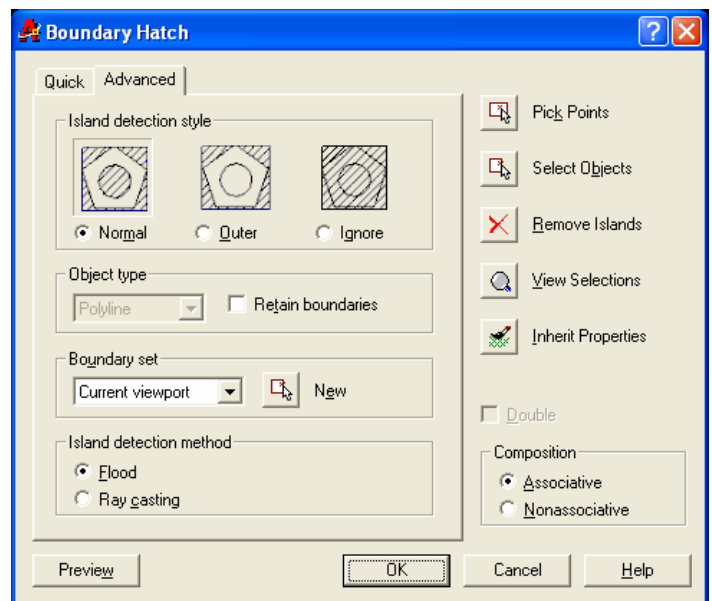 Boundary Hatch
Quick
Advanced
Island detection style
Normal
Outer
Ignore
Object type
Polyline
Retain boundaries
Boundary set
Current viewport
New
Island detection method
Flood
Ray casting
Pick Points
Select Objects
Remove Islands
View Selections
Inherit Properties
Double
Composition
Associative
Nonassociative
Preview
OK
Cancel
Help